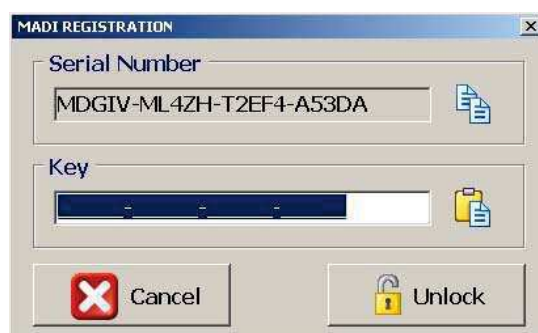 MADI REGISTRATION
Serial Number
MDGIV-ML4ZH-T2EF4-A53DA
Key
- - -
Cancel
Unlock